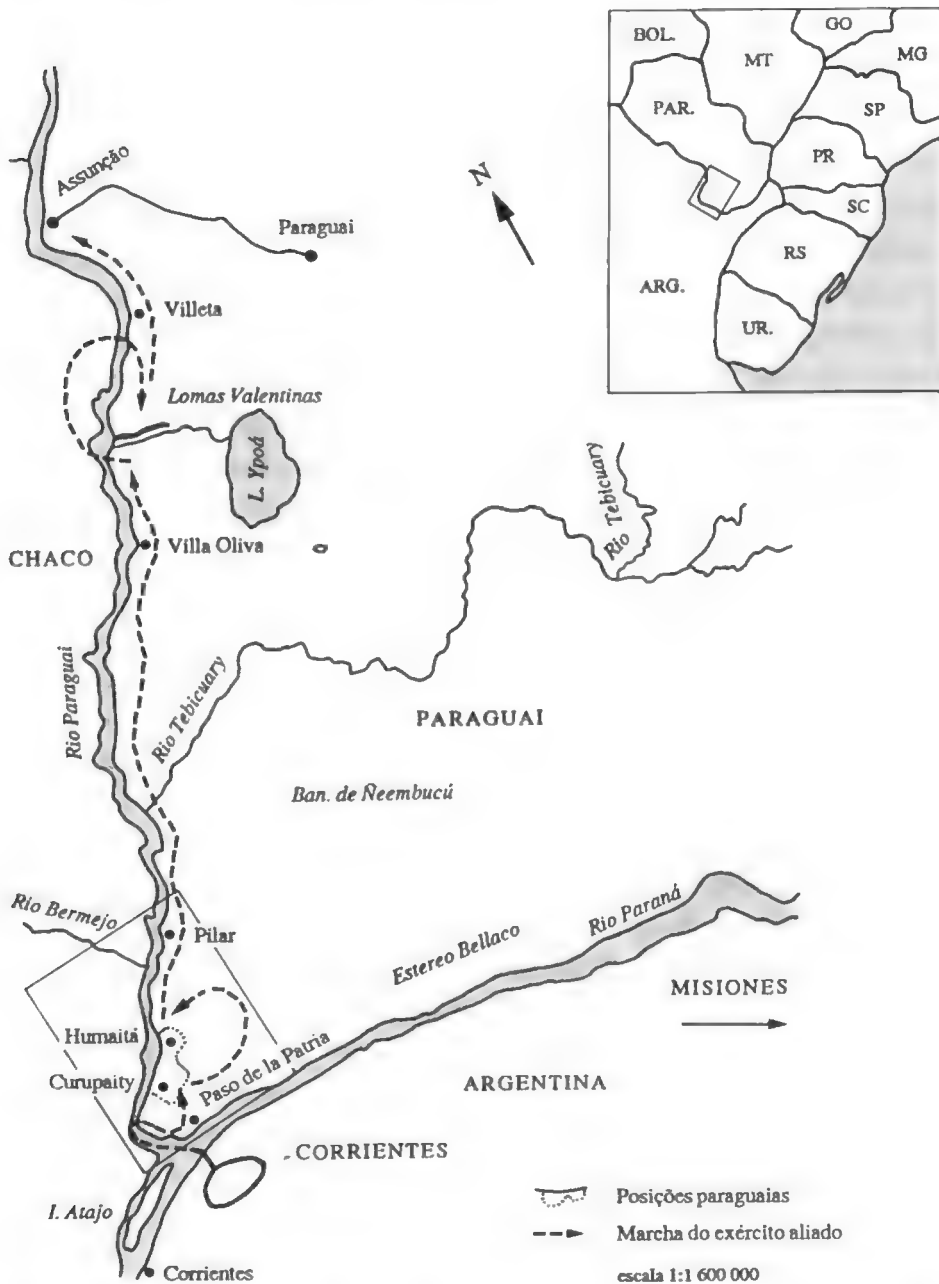 BOL.
GO
MT
MG
PAR.
SP
PR
SC
RS
ARG.
UR.
N
Assunção
Paraguai
Villeta
Lomas Valentinas
L. Ypoá
Rio Tebicuary
Villa Oliva
CHACO
Rio Paraguai
Rio Tebicuary
PARAGUAI
Ban. de Ñeembucú
Rio Bermejo
Pilar
Estereo Bellaco
Rio Paraná
MISIONES
Humaitá
Curupaity
Paso de la Patria
ARGENTINA
CORRIENTES
I. Atajo
Corrientes
Posições paraguaias
Marcha do exército aliado
escala 1:1 600 000